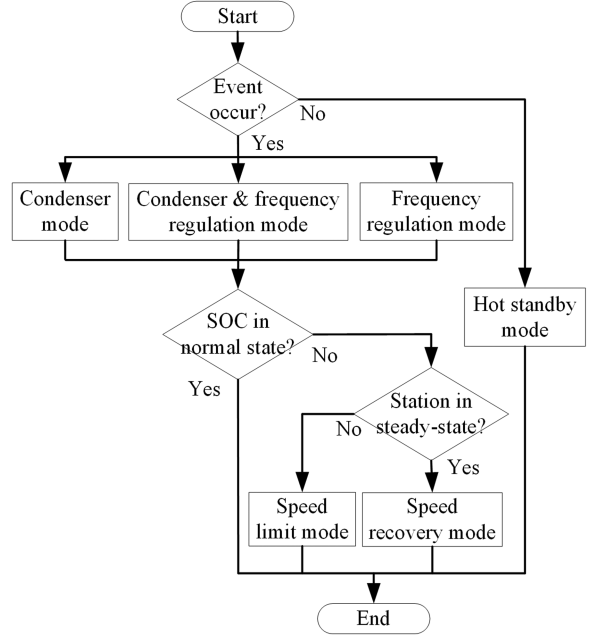 Start
Event
occur?
No
Yes
Condenser
mode
Condenser & frequency
regulation mode
Frequency
regulation mode
Hot standby
mode
SOC in
normal state?
No
Yes
Station in
steady-state?
No
Yes
Speed
limit mode
Speed
recovery mode
End